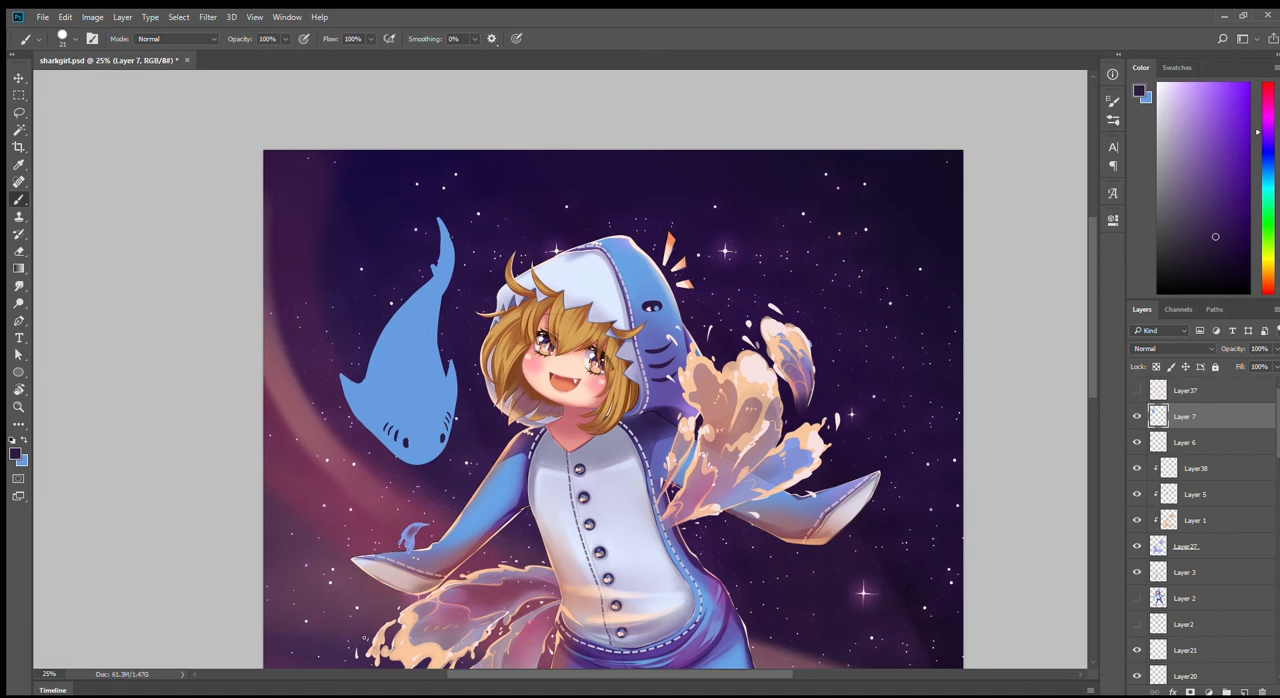 Ps File Edit Image Layer Type Select Filter 3D View Window Help
21 Mode: Normal Opacity: 100% Flow: 100% Smoothing: 0%
sharkgirl.psd @ 25% (Layer 7, RGB/8#) * ×
Color Swatches
Layers Channels Paths
Kind
Normal Opacity: 100%
Lock: Fill: 100%
Layer37
Layer 7
Layer 6
Layer38
Layer 5
Layer 1
Layer27
Layer 3
Layer 2
Layer2
Layer21
Layer20
25% Doc: 61.3M/1.47G
Timeline